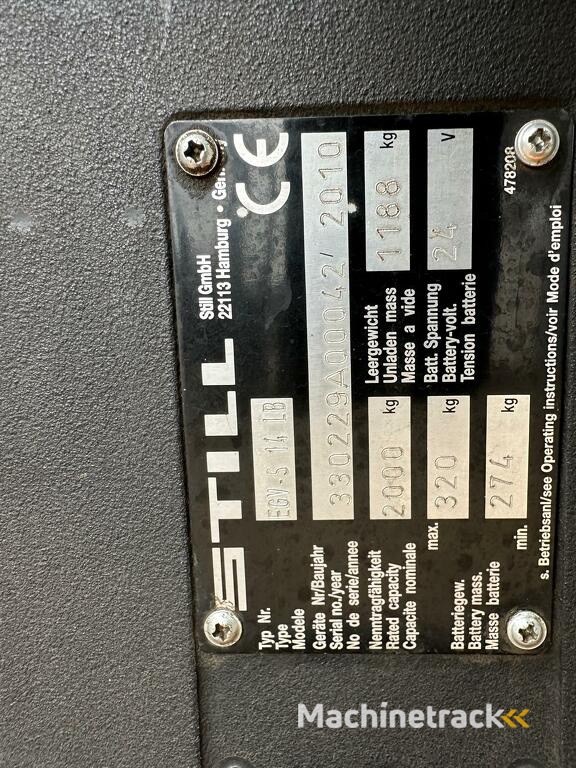 STILL
Still GmbH
22113 Hamburg • Germany
CE
Typ Nr.
Type
Modele
EGV-S 14 LB
Geräte Nr/Baujahr
Serial no./year
No de serie/annee
330229A00042/ 2010
Nenntragfähigkeit
Rated capacity
Capacite nominale
2000 kg
Leergewicht
Unladen mass
Masse a vide
1188 kg
Batteriegew.
Battery mass.
Masse batterie
max. 320 kg
min. 274 kg
Batt. Spannung
Battery-volt.
Tension batterie
24 V
s. Betriebsanl/see Operating instructions/voir Mode d'emploi
478208
Machinetrack